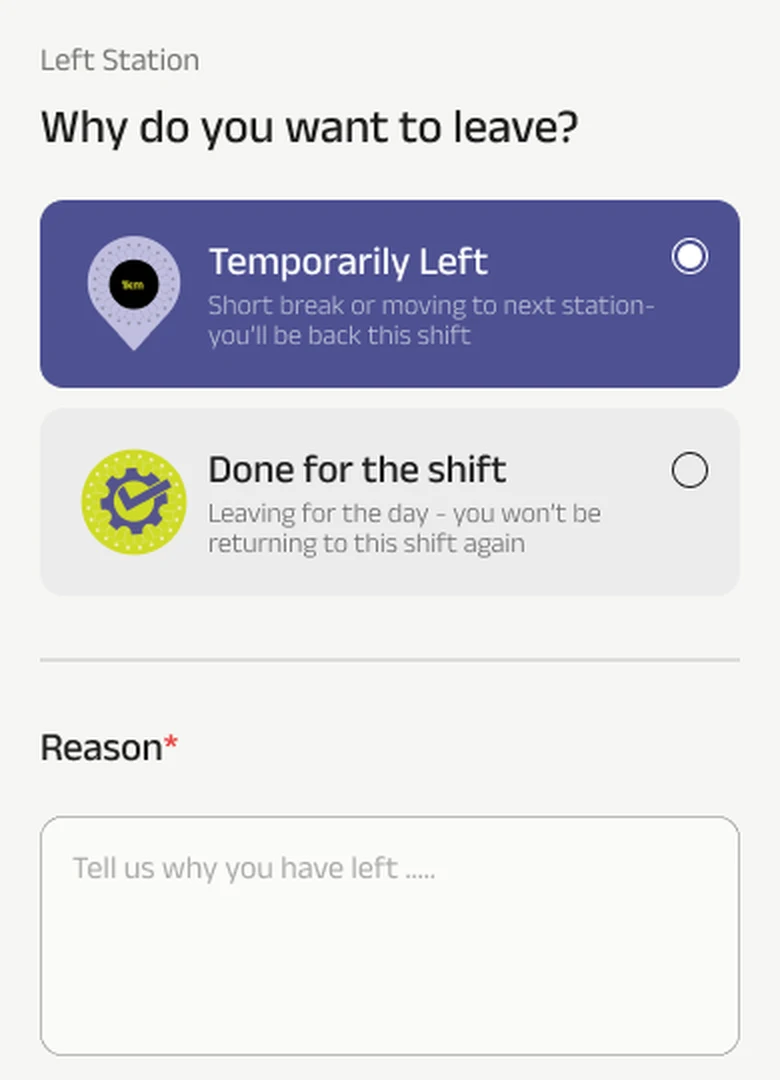 Left Station
Why do you want to leave?
1km
Temporarily Left
Short break or moving to next station-
you'll be back this shift
Done for the shift
Leaving for the day - you won't be
returning to this shift again
Reason*
Tell us why you have left .....